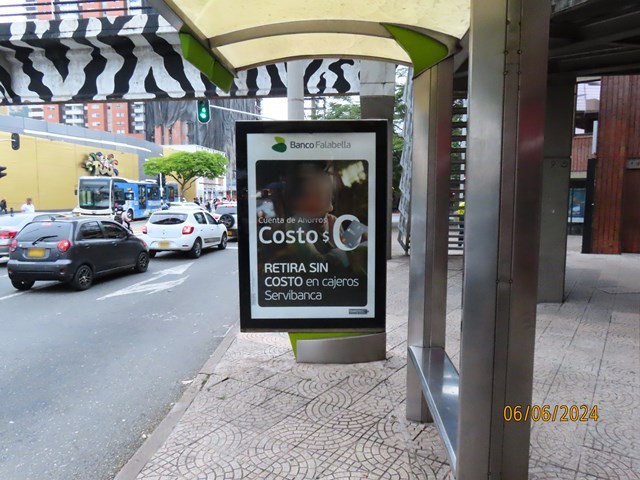 Banco Falabella
Cuenta de Ahorros
Costo $0
RETIRA SIN
COSTO en cajeros
Servibanca
06/06/2024